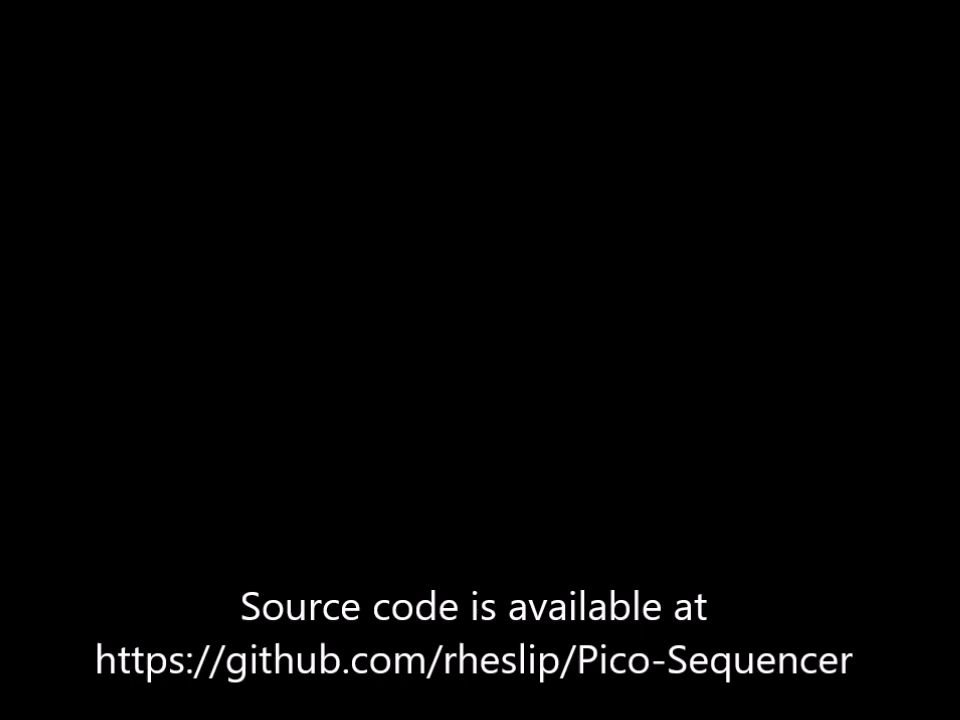 Source code is available at
https://github.com/rheslip/Pico-Sequencer